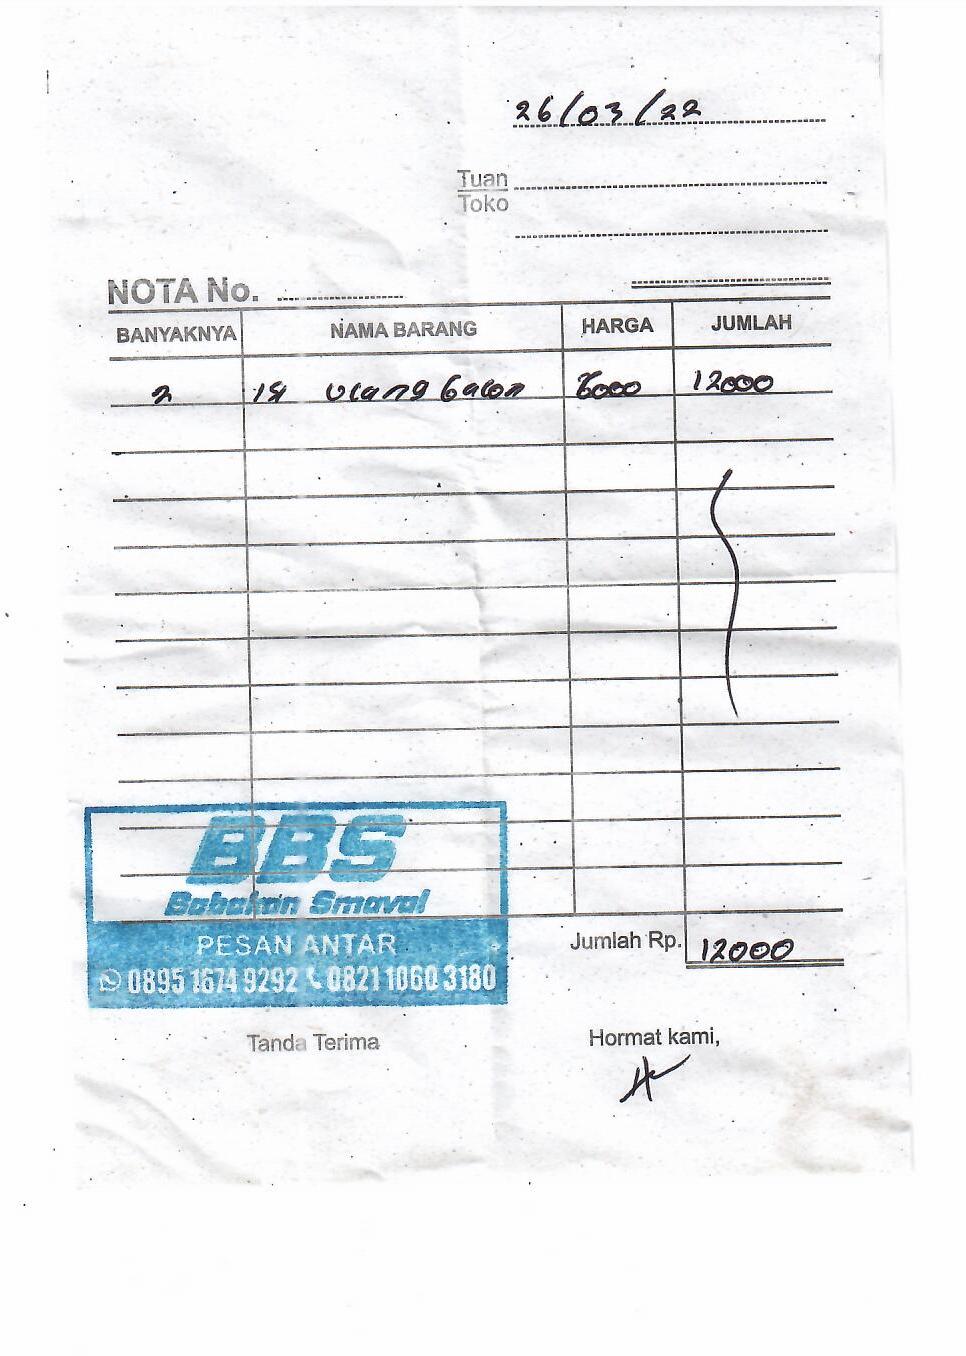 26/03/22
Tuan
Toko
NOTA No.
BANYAKNYA NAMA BARANG HARGA JUMLAH
2 isi ulang Galon 6000 12000
BBS
Babakan Smaval
PESAN ANTAR
0895 1674 9292 0821 1060 3180
Jumlah Rp. 12000
Tanda Terima Hormat kami,